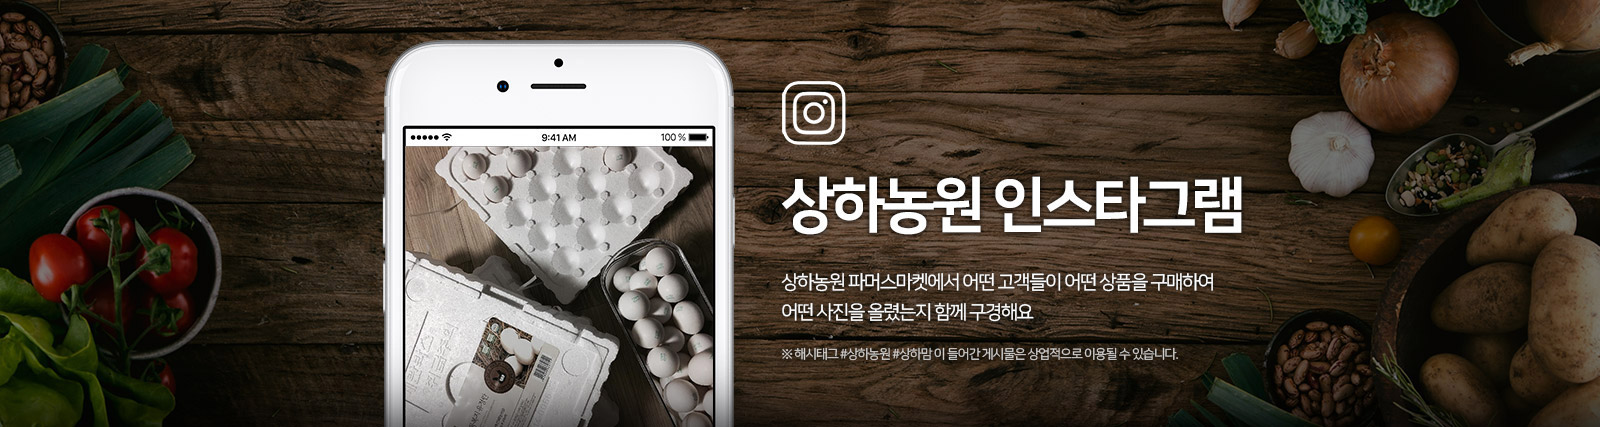 9:41 AM
100 %
상하농원 인스타그램
상하농원 파머스마켓에서 어떤 고객들이 어떤 상품을 구매하여
어떤 사진을 올렸는지 함께 구경해요
※ 해시태그 #상하농원 #상하맘 이 들어간 게시물은 상업적으로 이용될 수 있습니다.